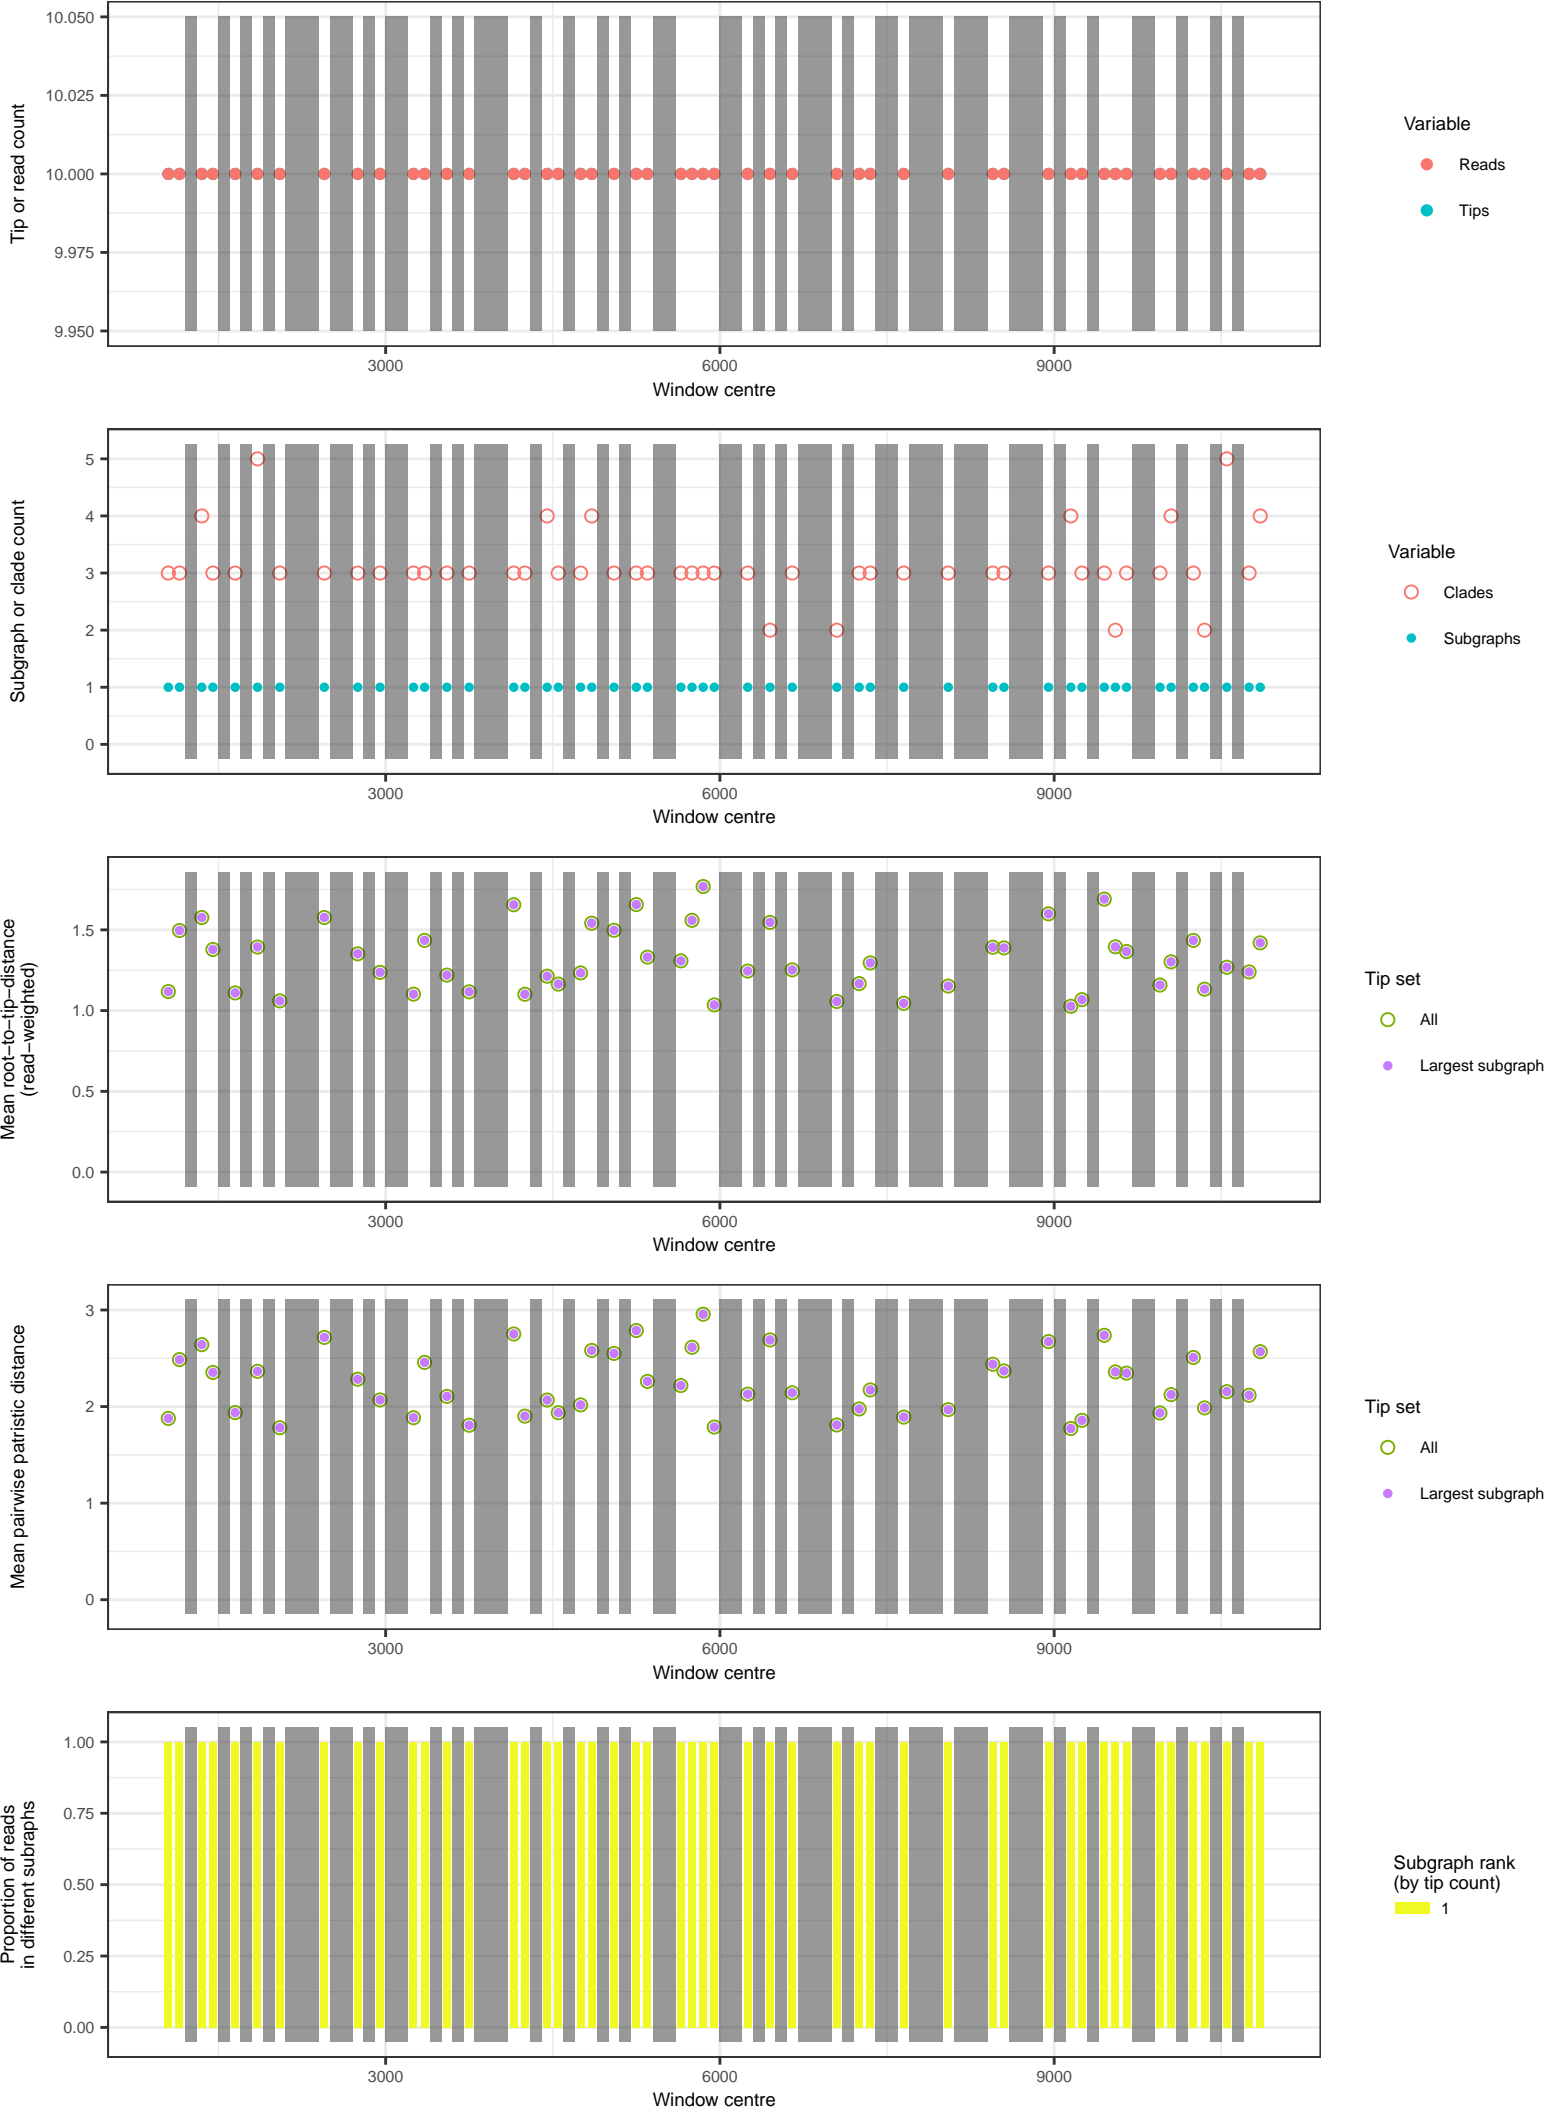 10.050
10.025
10.000
9.975
9.950
Tip or read count
3000 6000 9000
Window centre
Variable
Reads
Tips
5
4
3
2
1
0
Subgraph or clade count
3000 6000 9000
Window centre
Variable
Clades
Subgraphs
1.5
1.0
0.5
0.0
Mean root−to−tip−distance
(read−weighted)
3000 6000 9000
Window centre
Tip set
All
Largest subgraph
3
2
1
0
Mean pairwise patristic distance
3000 6000 9000
Window centre
Tip set
All
Largest subgraph
1.00
0.75
0.50
0.25
0.00
Proportion of reads
in different subraphs
3000 6000 9000
Window centre
Subgraph rank
(by tip count)
1